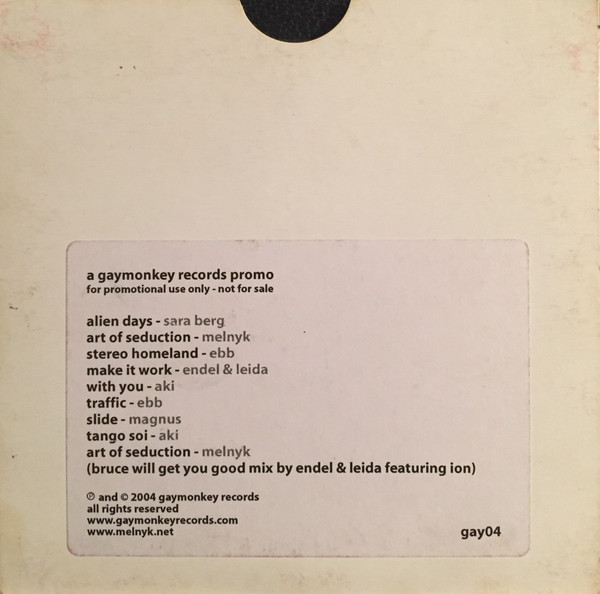 a gaymonkey records promo
for promotional use only - not for sale
alien days - sara berg
art of seduction - melnyk
stereo homeland - ebb
make it work - endel & leida
with you - aki
traffic - ebb
slide - magnus
tango soi - aki
art of seduction - melnyk
(bruce will get you good mix by endel & leida featuring ion)
℗ and © 2004 gaymonkey records
all rights reserved
www.gaymonkeyrecords.com
www.melnyk.net
gay04